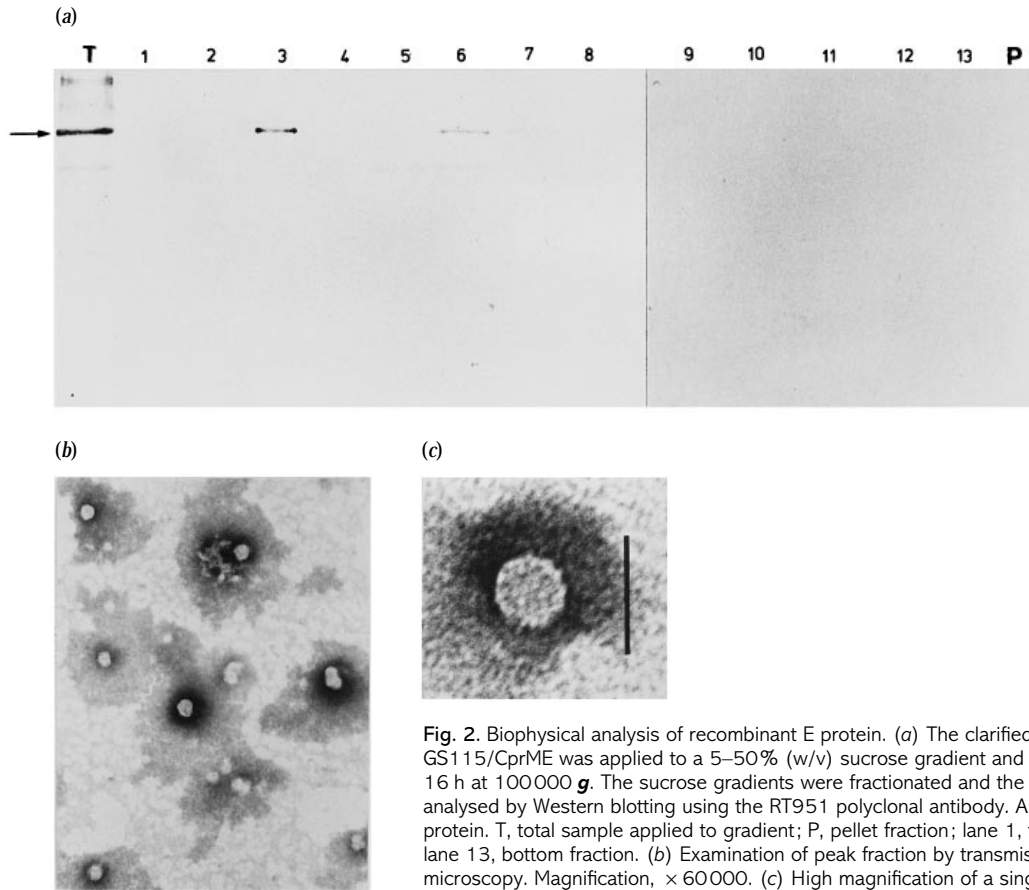 (a)
T 1 2 3 4 5 6 7 8 9 10 11 12 13 P
(b)
(c)
Fig. 2. Biophysical analysis of recombinant E protein. (a) The clarified
GS115/CprME was applied to a 5–50% (w/v) sucrose gradient and
16 h at 100000 g. The sucrose gradients were fractionated and the
analysed by Western blotting using the RT951 polyclonal antibody. A
protein. T, total sample applied to gradient; P, pellet fraction; lane 1,
lane 13, bottom fraction. (b) Examination of peak fraction by
microscopy. Magnification, × 60000. (c) High magnification of a